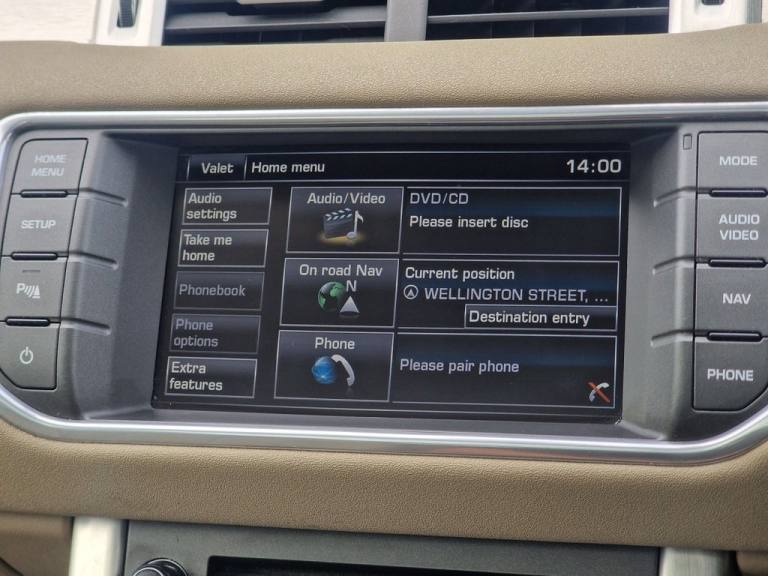 HOME
MENU
SETUP
P
Valet
Home menu
14:00
Audio
settings
Take me
home
Phonebook
Phone
options
Extra
features
Audio/Video
DVD/CD
Please insert disc
On road Nav
N
Current position
WELLINGTON STREET, ...
Destination entry
Phone
Please pair phone
MODE
AUDIO
VIDEO
NAV
PHONE